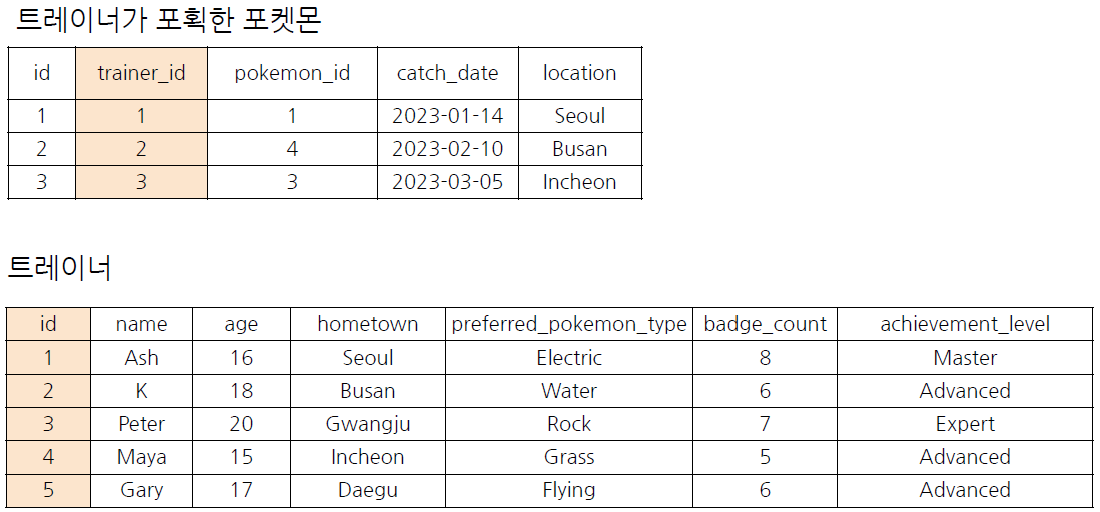 트레이너가 포획한 포켓몬
id trainer_id pokemon_id catch_date location
1 1 1 2023-01-14 Seoul
2 2 4 2023-02-10 Busan
3 3 3 2023-03-05 Incheon
트레이너
id name age hometown preferred_pokemon_type badge_count achievement_level
1 Ash 16 Seoul Electric 8 Master
2 K 18 Busan Water 6 Advanced
3 Peter 20 Gwangju Rock 7 Expert
4 Maya 15 Incheon Grass 5 Advanced
5 Gary 17 Daegu Flying 6 Advanced